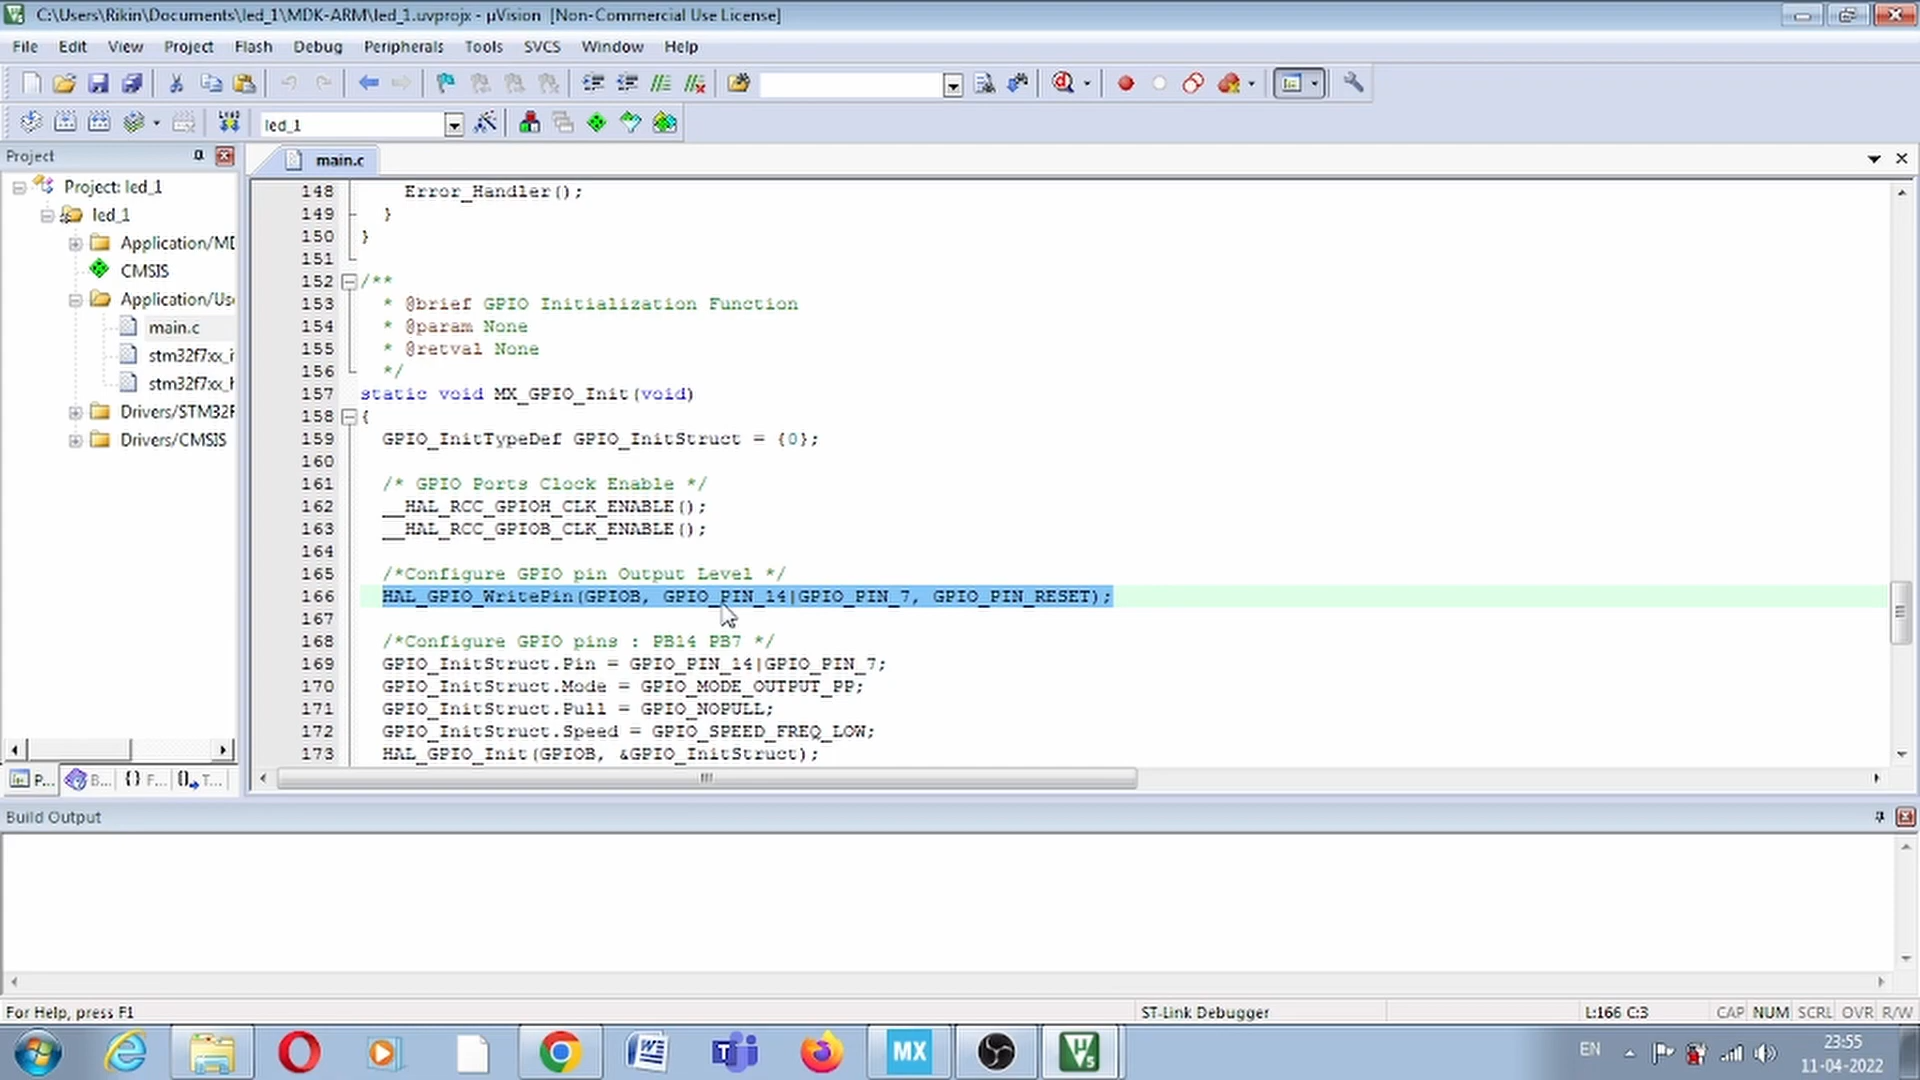 C:\Users\Rikin\Documents\led_1\MDK-ARM\led_1.uvprojx - µVision  [Non-Commercial Use License]
File Edit View Project Flash Debug Peripherals Tools SVCS Window Help
led_1
Project
main.c
Project: led_1
led_1
Application/MD
CMSIS
Application/Us
main.c
stm32f7xx_i
stm32f7xx_h
Drivers/STM32F
Drivers/CMSIS
P... B... {} F... {} T...
148 Error_Handler();
149 }
150 }
151
152 /**
153 * @brief GPIO Initialization Function
154 * @param None
155 * @retval None
156 */
157 static void MX_GPIO_Init(void)
158 {
159 GPIO_InitTypeDef GPIO_InitStruct = {0};
160
161 /* GPIO Ports Clock Enable */
162 __HAL_RCC_GPIOH_CLK_ENABLE();
163 __HAL_RCC_GPIOB_CLK_ENABLE();
164
165 /*Configure GPIO pin Output Level */
166 HAL_GPIO_WritePin(GPIOB, GPIO_PIN_14|GPIO_PIN_7, GPIO_PIN_RESET);
167
168 /*Configure GPIO pins : PB14 PB7 */
169 GPIO_InitStruct.Pin = GPIO_PIN_14|GPIO_PIN_7;
170 GPIO_InitStruct.Mode = GPIO_MODE_OUTPUT_PP;
171 GPIO_InitStruct.Pull = GPIO_NOPULL;
172 GPIO_InitStruct.Speed = GPIO_SPEED_FREQ_LOW;
173 HAL_GPIO_Init(GPIOB, &GPIO_InitStruct);
Build Output
For Help, press F1
ST-Link Debugger
L:166 C:3
CAP NUM SCRL OVR R/W
MX
EN
23:55
11-04-2022